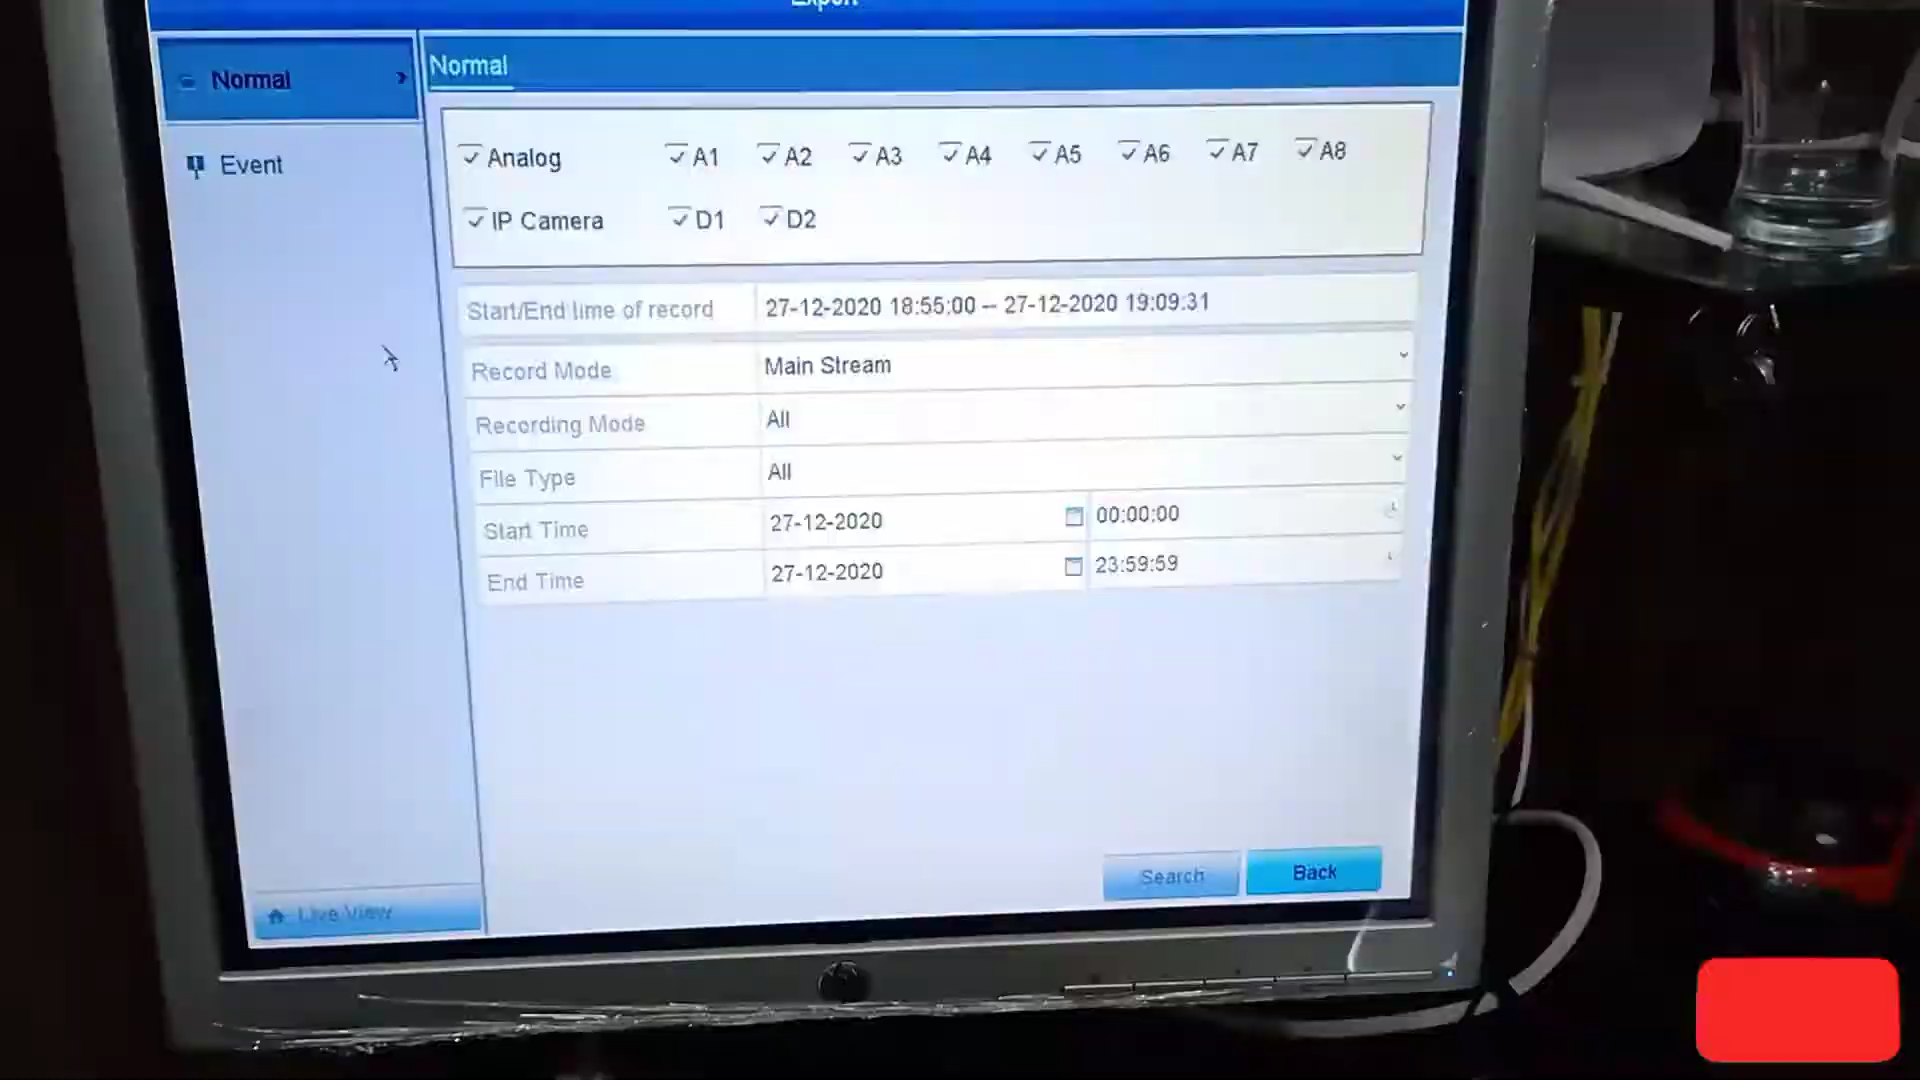 Export
Normal
Event
Normal
Analog A1 A2 A3 A4 A5 A6 A7 A8
IP Camera D1 D2
Start/End time of record 27-12-2020 18:55:00 -- 27-12-2020 19:09:31
Record Mode Main Stream
Recording Mode All
File Type All
Start Time 27-12-2020 00:00:00
End Time 27-12-2020 23:59:59
Search Back
Live View
hp